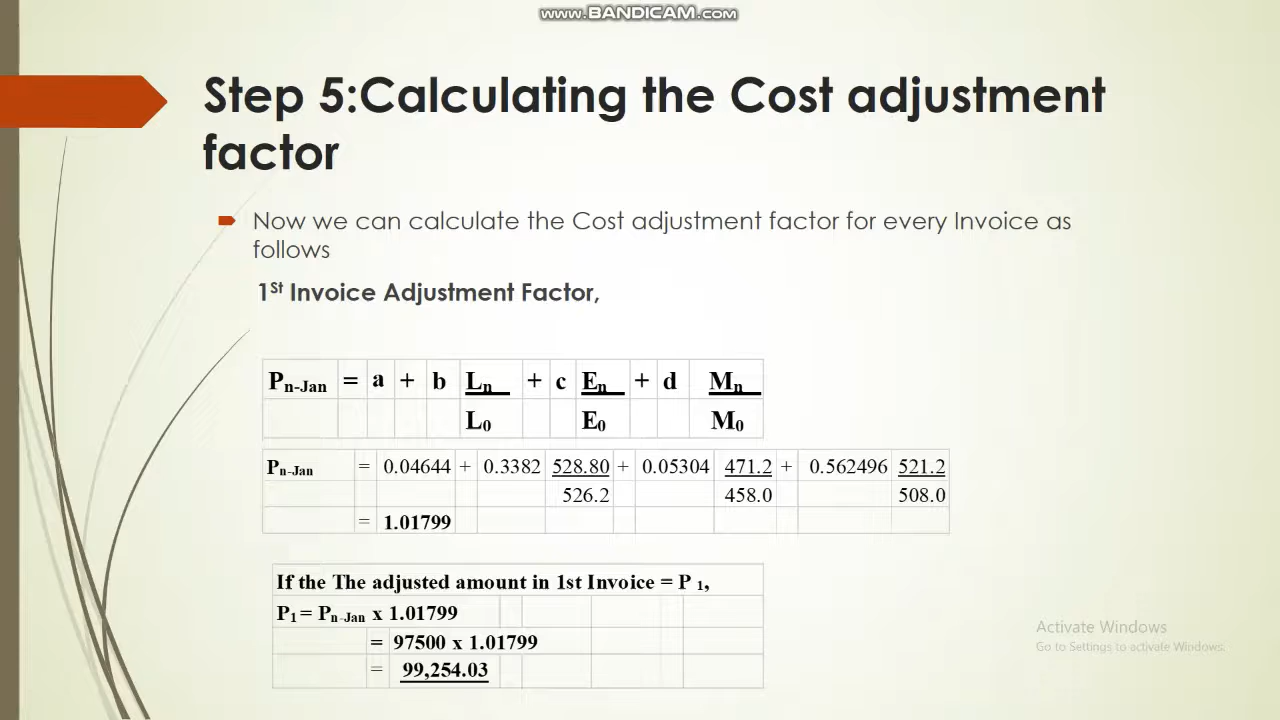 www.BANDICAM.com
Step 5:Calculating the Cost adjustment
factor
Now we can calculate the Cost adjustment factor for every Invoice as
follows
1St Invoice Adjustment Factor,
Pn-Jan = a + b Ln + c En + d Mn
L0 E0 M0
Pn-Jan = 0.04644 + 0.3382 528.80 + 0.05304 471.2 + 0.562496 521.2
526.2 458.0 508.0
= 1.01799
If the The adjusted amount in 1st Invoice = P 1,
P1 = Pn-Jan x 1.01799
= 97500 x 1.01799
= 99,254.03
Activate Windows
Go to Settings to activate Windows.